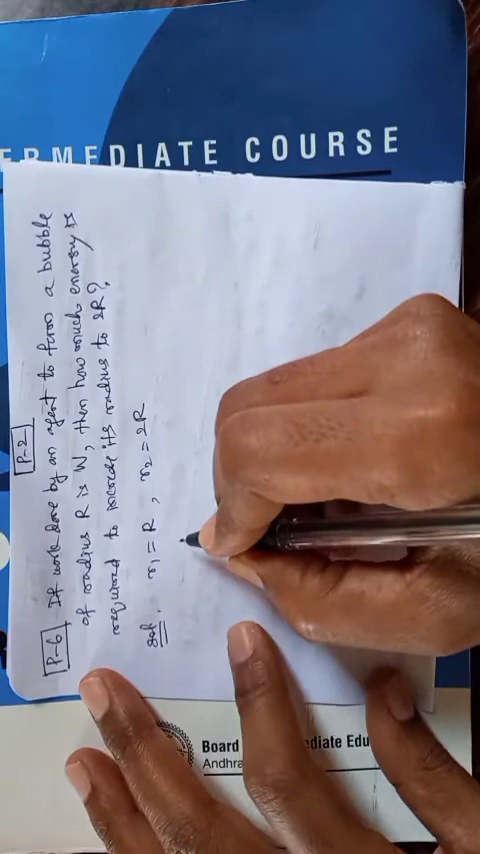 ERMEDIATE COURSE
P-2
P-6 If work done by an agent to form a bubble
of radius R is W, then how much energy is
required to increase its radius to 2R?
Sol. r1 = R , r2 = 2R
Board
ediate Edu
Andhra